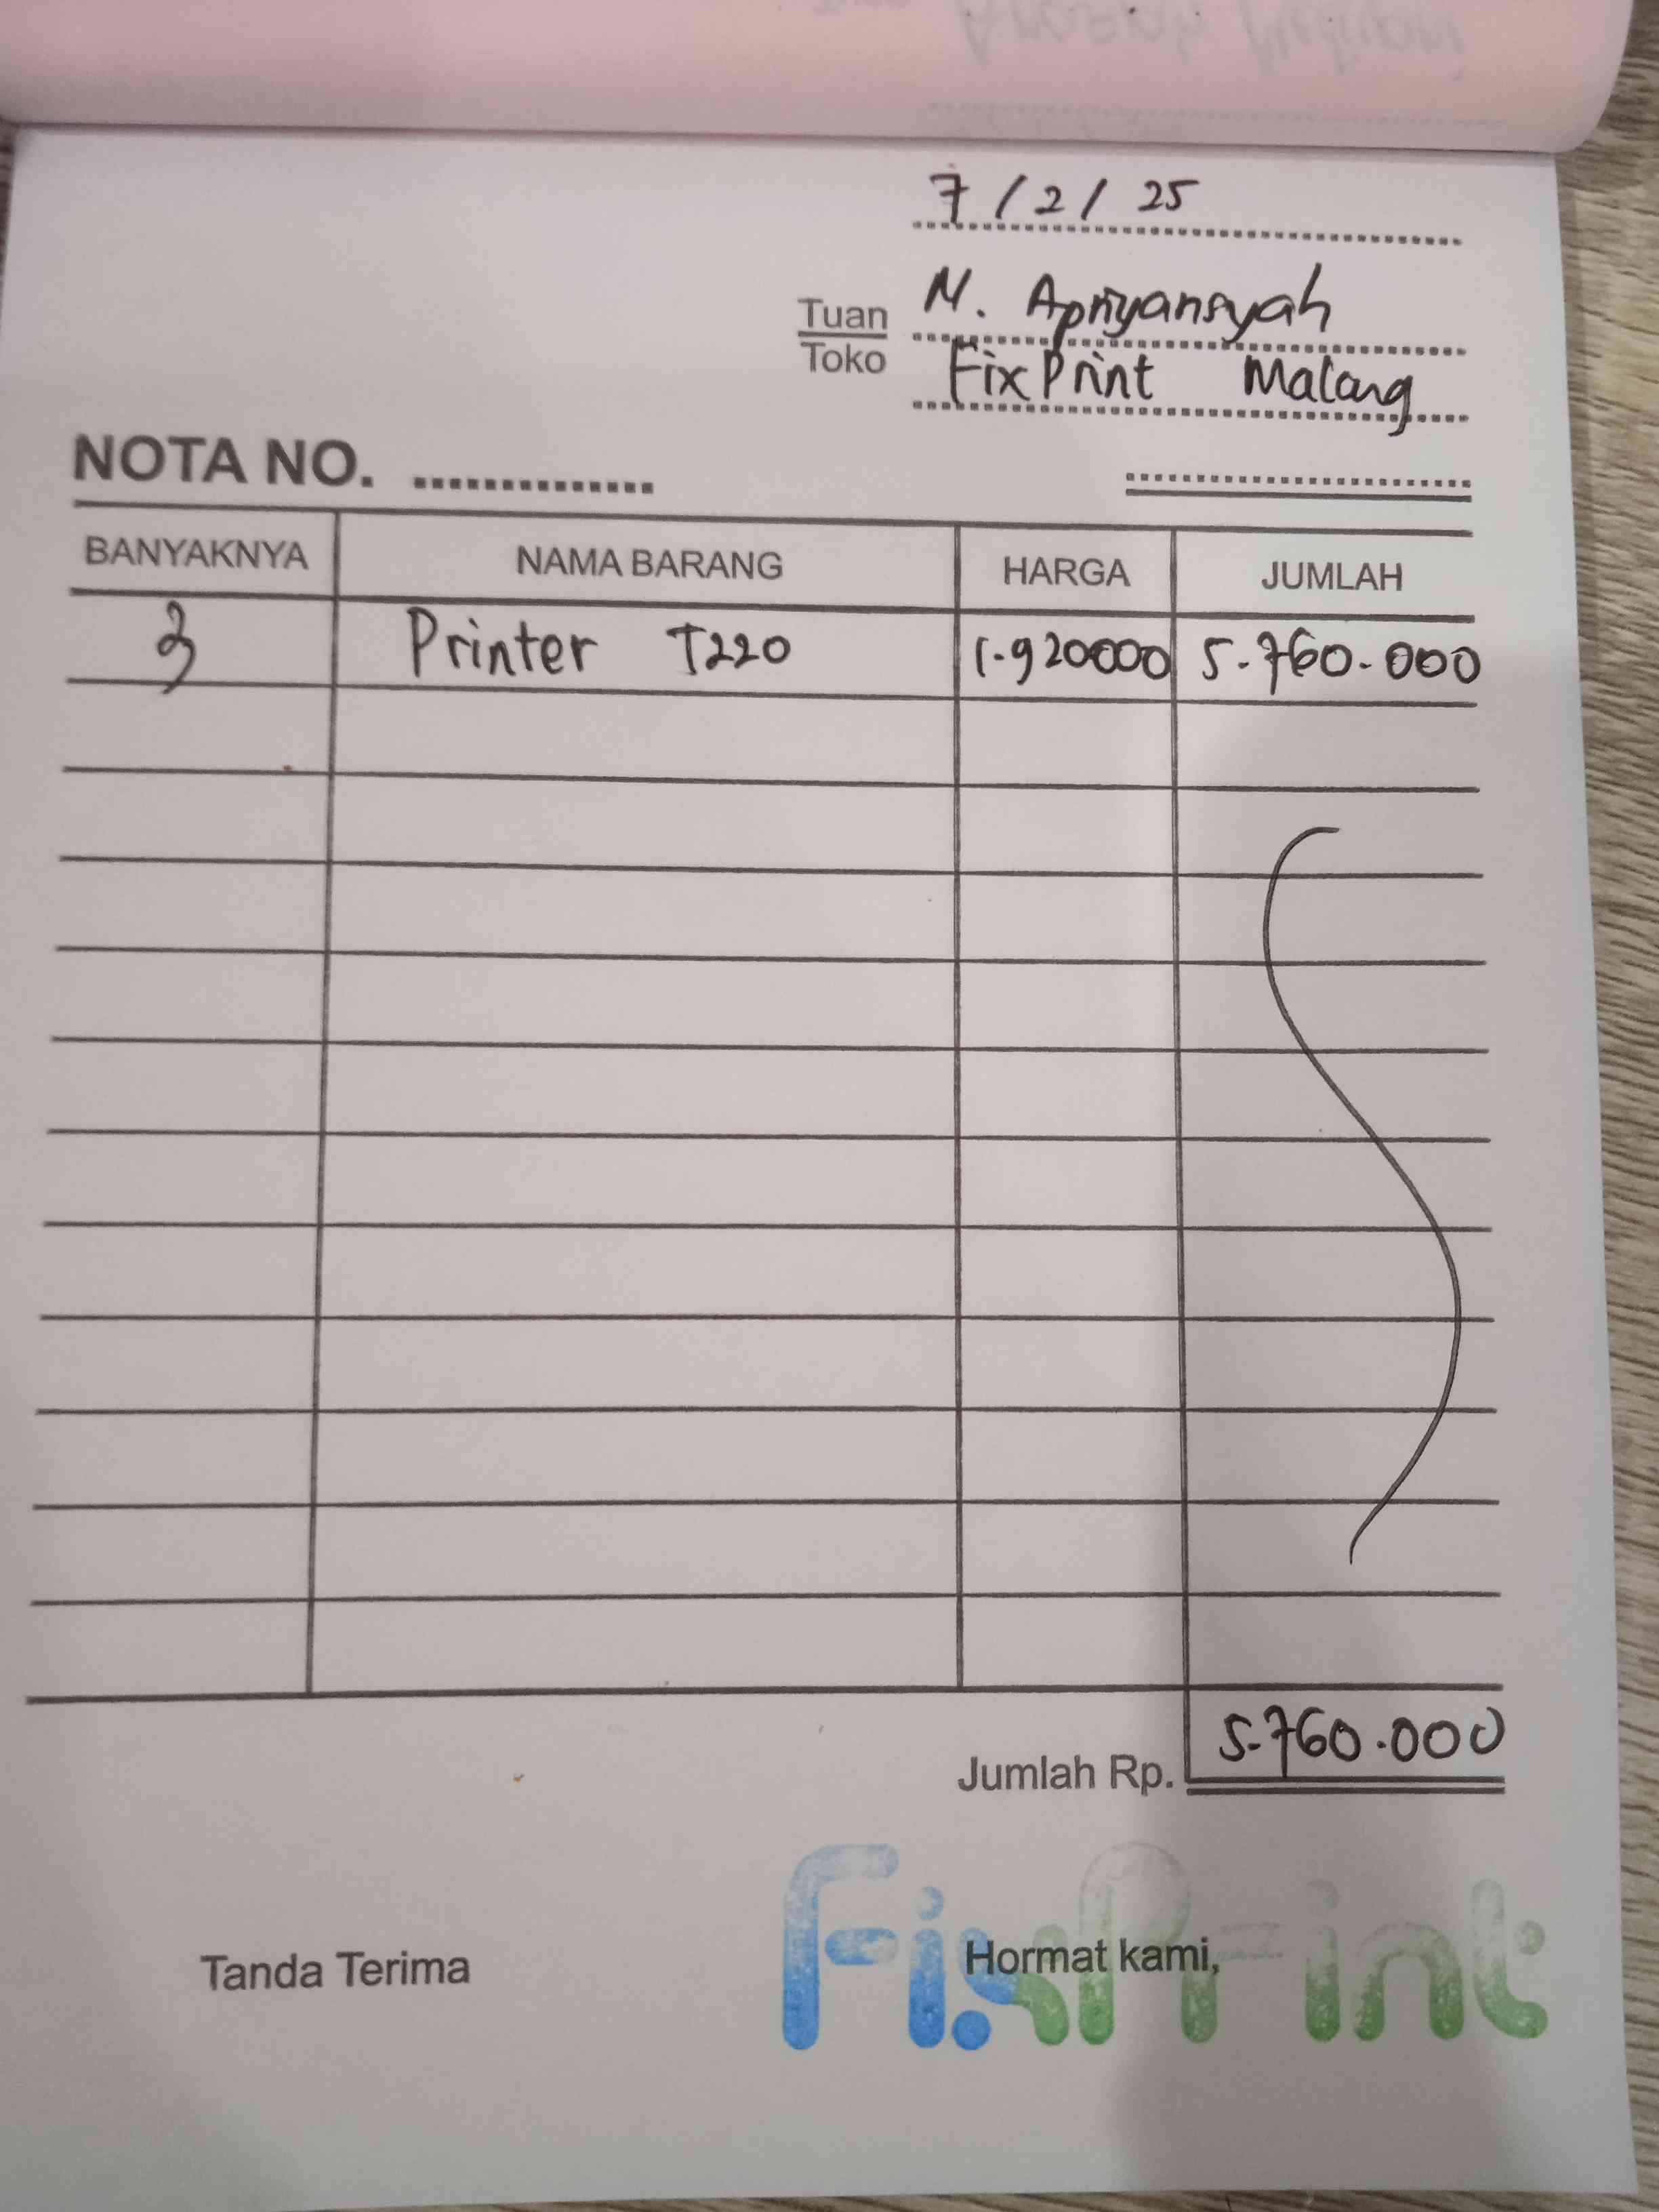 7 / 2 / 25
Tuan M. Apriyansyah
Toko FixPrint Malang
NOTA NO. ...............
BANYAKNYA NAMA BARANG HARGA JUMLAH
3 Printer T220 1.920000 5.760.000
Jumlah Rp. 5.760.000
Tanda Terima Hormat kami,
FixPrint